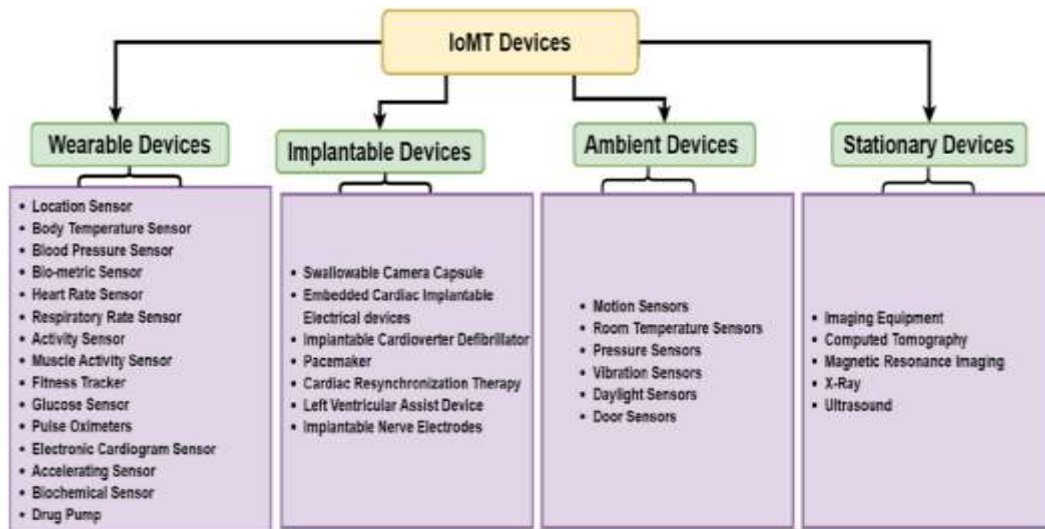 IoMT Devices
Wearable Devices
Implantable Devices
Ambient Devices
Stationary Devices
• Location Sensor
• Body Temperature Sensor
• Blood Pressure Sensor
• Bio-metric Sensor
• Heart Rate Sensor
• Respiratory Rate Sensor
• Activity Sensor
• Muscle Activity Sensor
• Fitness Tracker
• Glucose Sensor
• Pulse Oximeters
• Electronic Cardiogram Sensor
• Accelerating Sensor
• Biochemical Sensor
• Drug Pump
• Swallowable Camera Capsule
• Embedded Cardiac Implantable
Electrical devices
• Implantable Cardioverter Defibrillator
• Pacemaker
• Cardiac Resynchronization Therapy
• Left Ventricular Assist Device
• Implantable Nerve Electrodes
• Motion Sensors
• Room Temperature Sensors
• Pressure Sensors
• Vibration Sensors
• Daylight Sensors
• Door Sensors
• Imaging Equipment
• Computed Tomography
• Magnetic Resonance Imaging
• X-Ray
• Ultrasound